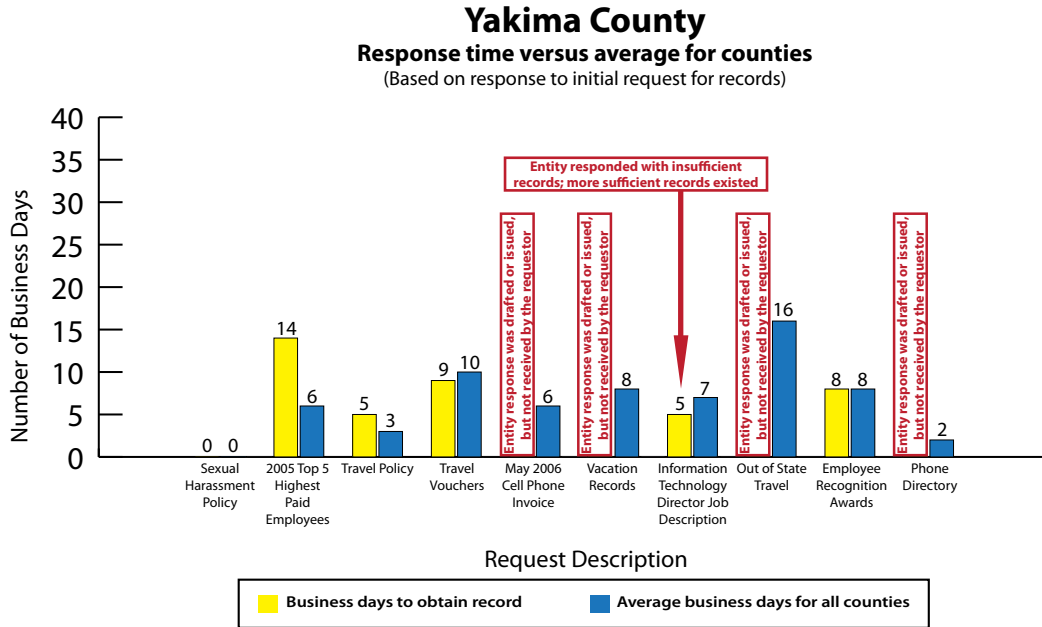 Yakima County
Response time versus average for counties
(Based on response to initial request for records)
Number of Business Days
40
35
30
25
20
15
10
5
0
Entity responded with insufficient
records; more sufficient records existed
0
0
14
6
5
3
9
10
Entity response was drafted or issued,
but not received by the requestor
6
Entity response was drafted or issued,
but not received by the requestor
8
5
7
Entity response was drafted or issued,
but not received by the requestor
16
8
8
Entity response was drafted or issued,
but not received by the requestor
2
Sexual
Harassment
Policy
2005 Top 5
Highest
Paid
Employees
Travel Policy
Travel
Vouchers
May 2006
Cell Phone
Invoice
Vacation
Records
Information
Technology
Director Job
Description
Out of State
Travel
Employee
Recognition
Awards
Phone
Directory
Request Description
Business days to obtain record
Average business days for all counties